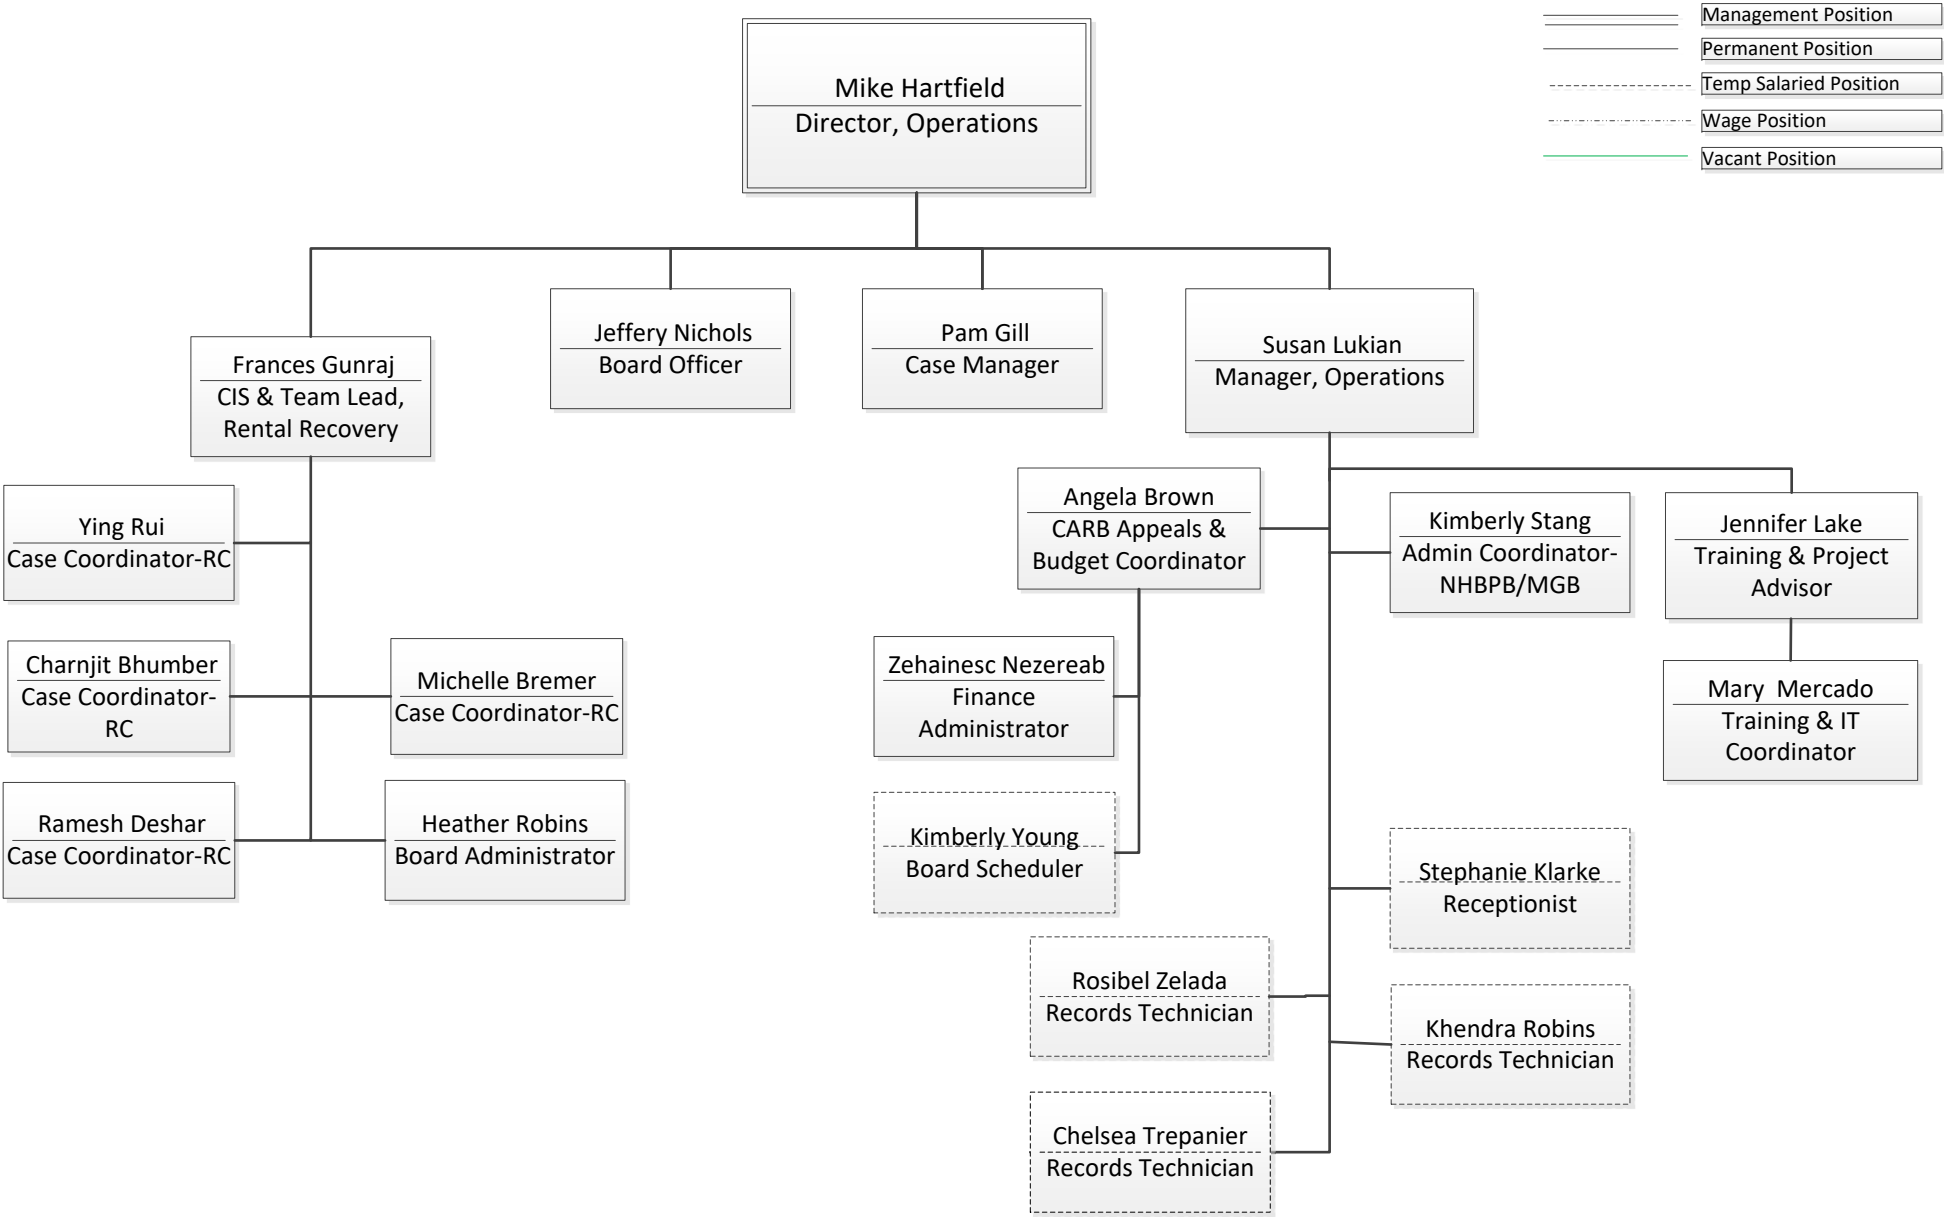 Management Position
Permanent Position
Temp Salaried Position
Wage Position
Vacant Position
Mike Hartfield
Director, Operations
Frances Gunraj
CIS & Team Lead,
Rental Recovery
Jeffery Nichols
Board Officer
Pam Gill
Case Manager
Susan Lukian
Manager, Operations
Ying Rui
Case Coordinator-RC
Charnjit Bhumber
Case Coordinator-
RC
Michelle Bremer
Case Coordinator-RC
Ramesh Deshar
Case Coordinator-RC
Heather Robins
Board Administrator
Angela Brown
CARB Appeals &
Budget Coordinator
Kimberly Stang
Admin Coordinator-
NHBPB/MGB
Jennifer Lake
Training & Project
Advisor
Zehainesc Nezereab
Finance
Administrator
Mary  Mercado
Training & IT
Coordinator
Kimberly Young
Board Scheduler
Stephanie Klarke
Receptionist
Rosibel Zelada
Records Technician
Khendra Robins
Records Technician
Chelsea Trepanier
Records Technician